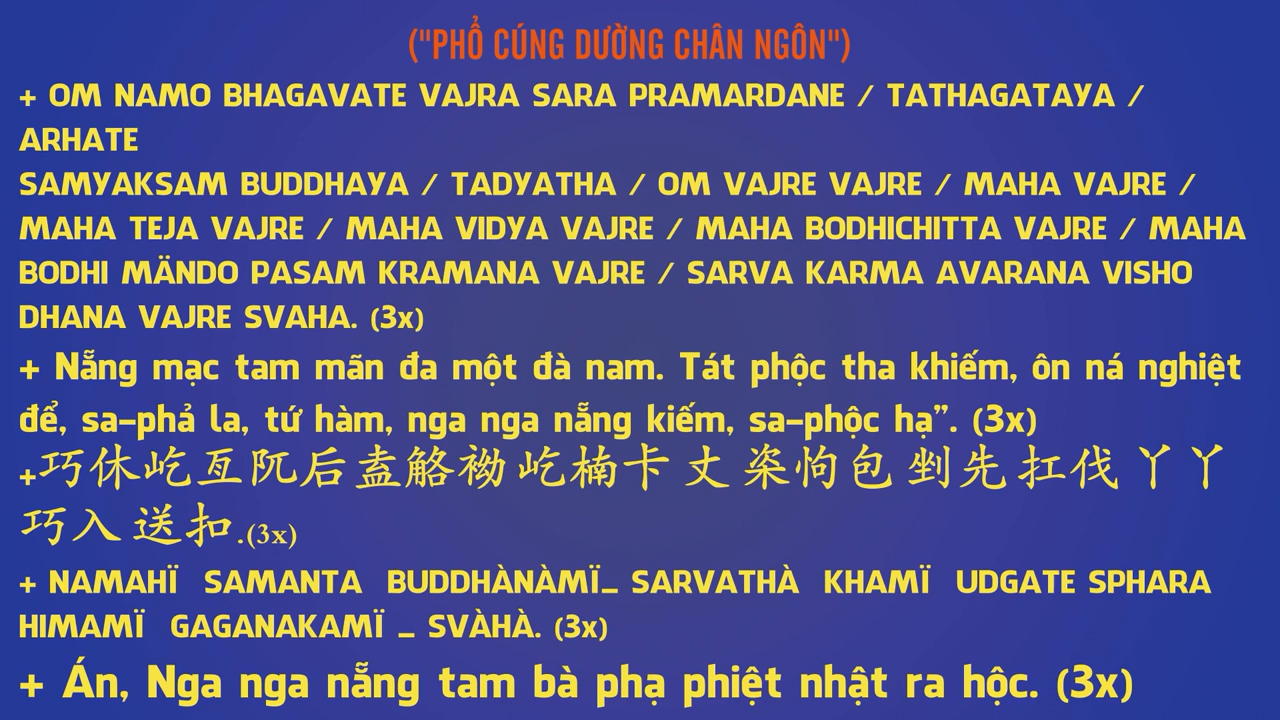 ("PHỔ CÚNG DƯỜNG CHÂN NGÔN")
+ OM NAMO BHAGAVATE VAJRA SARA PRAMARDANE / TATHAGATAYA /
ARHATE
SAMYAKSAM BUDDHAYA / TADYATHA / OM VAJRE VAJRE / MAHA VAJRE /
MAHA TEJA VAJRE / MAHA VIDYA VAJRE / MAHA BODHICHITTA VAJRE / MAHA
BODHI MÄNDO PASAM KRAMANA VAJRE / SARVA KARMA AVARANA VISHO
DHANA VAJRE SVAHA. (3x)
+ Nẵng mạc tam mãn đa một đà nam. Tát phộc tha khiếm, ôn ná nghiệt
để, sa-phả la, tứ hàm, nga nga nẵng kiếm, sa-phộc hạ”. (3x)
+巧休屹亙阢后盍觡袎屹楠卡丈姿怐包剉先扛伐丫丫
巧入送扣.(3x)
+ NAMAHÏ SAMANTA BUDDHÀNÀMÏ_ SARVATHÀ KHAMÏ UDGATE SPHARA
HIMAMÏ GAGANAKAMÏ _ SVÀHÀ. (3x)
+ Án, Nga nga nẵng tam bà phạ phiệt nhật ra hộc. (3x)